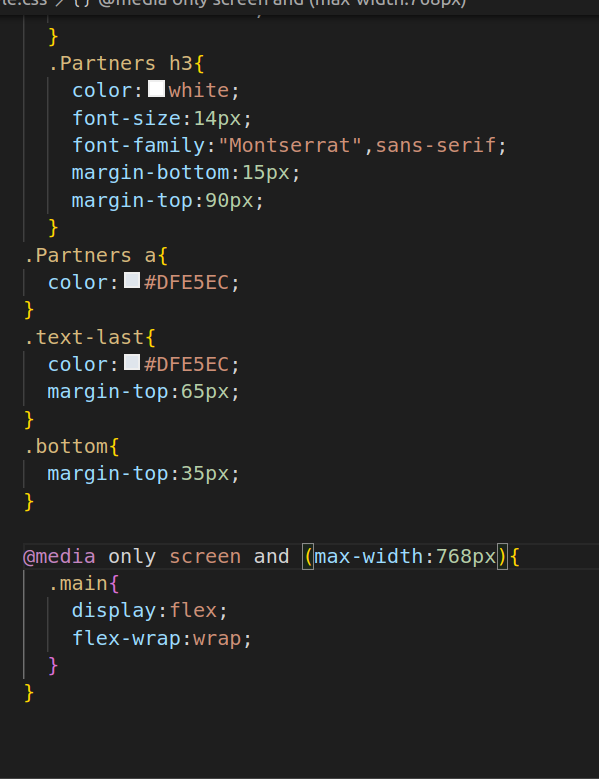 le.css > {} @media only screen and (max-width:768px)
}
.Partners h3{
color:white;
font-size:14px;
font-family:"Montserrat",sans-serif;
margin-bottom:15px;
margin-top:90px;
}
.Partners a{
color:#DFE5EC;
}
.text-last{
color:#DFE5EC;
margin-top:65px;
}
.bottom{
margin-top:35px;
}
@media only screen and (max-width:768px){
.main{
display:flex;
flex-wrap:wrap;
}
}